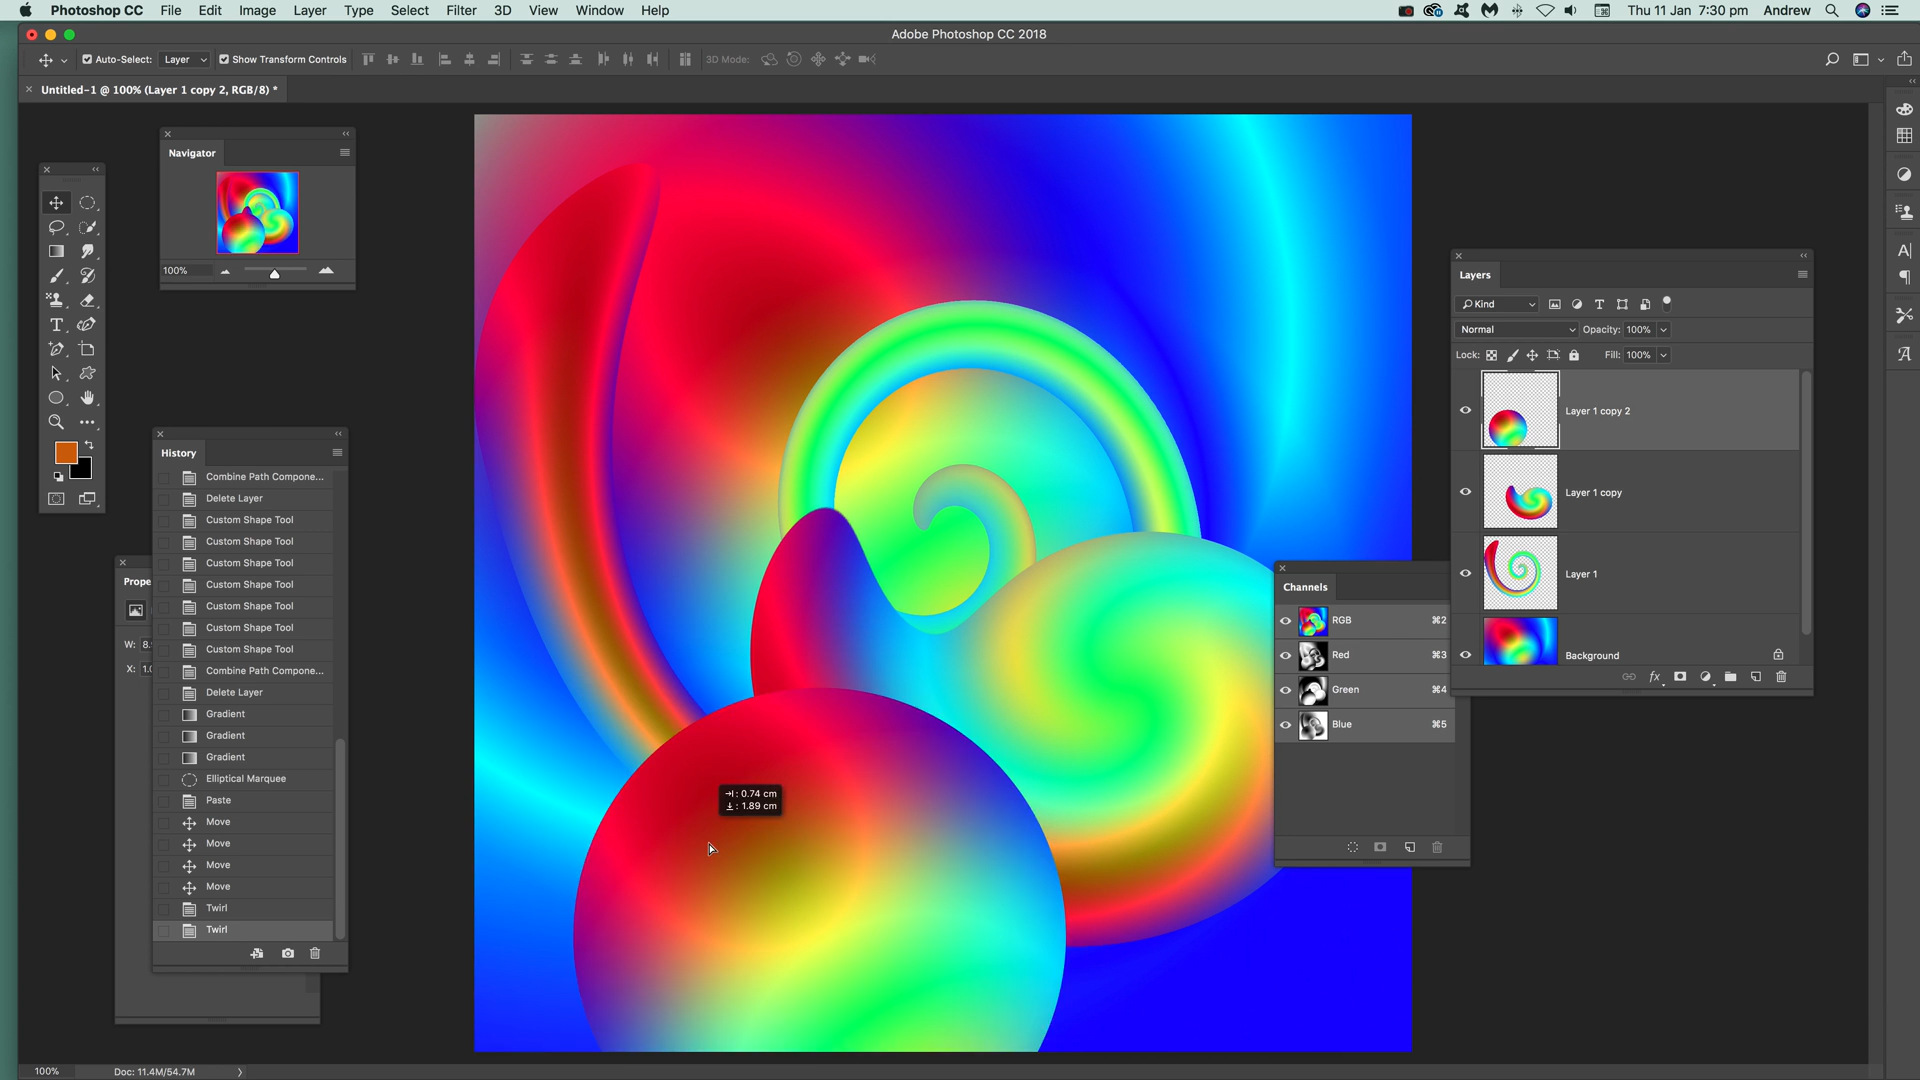 Photoshop CC File Edit Image Layer Type Select Filter 3D View Window Help Thu 11 Jan 7:30 pm Andrew
Adobe Photoshop CC 2018
Auto-Select: Layer Show Transform Controls 3D Mode:
Untitled-1 @ 100% (Layer 1 copy 2, RGB/8) *
Navigator
100%
History
Combine Path Compone...
Delete Layer
Custom Shape Tool
Custom Shape Tool
Custom Shape Tool
Custom Shape Tool
Custom Shape Tool
Custom Shape Tool
Custom Shape Tool
Combine Path Compone...
Delete Layer
Gradient
Gradient
Gradient
Elliptical Marquee
Paste
Move
Move
Move
Move
Twirl
Twirl
Prope
W: 8.
X: 1.0
: 0.74 cm
: 1.89 cm
Layers
Kind
Normal Opacity: 100%
Lock: Fill: 100%
Layer 1 copy 2
Layer 1 copy
Layer 1
Background
Channels
RGB ⌘2
Red ⌘3
Green ⌘4
Blue ⌘5
100% Doc: 11.4M/54.7M